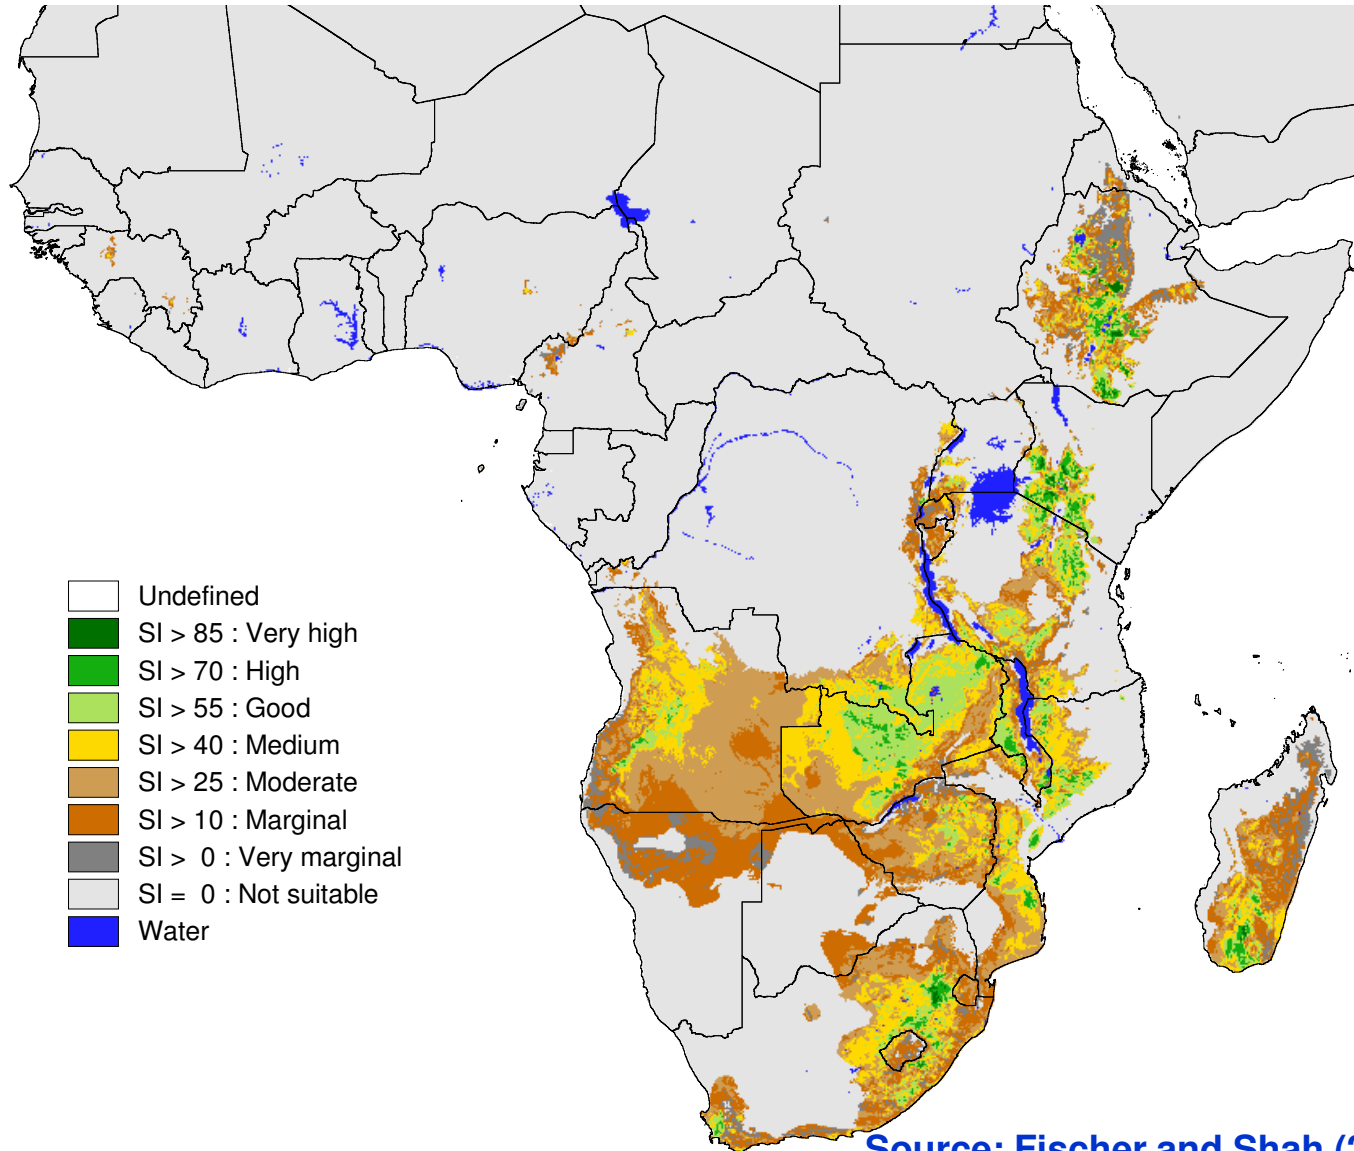 Undefined
SI > 85 : Very high
SI > 70 : High
SI > 55 : Good
SI > 40 : Medium
SI > 25 : Moderate
SI > 10 : Marginal
SI > 0 : Very marginal
SI = 0 : Not suitable
Water
Source: Fischer and Shah (